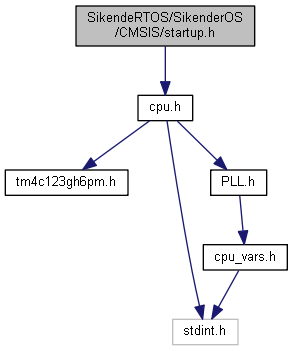 SikendeRTOS/SikenderOS
/CMSIS/startup.h
cpu.h
tm4c123gh6pm.h
PLL.h
cpu_vars.h
stdint.h